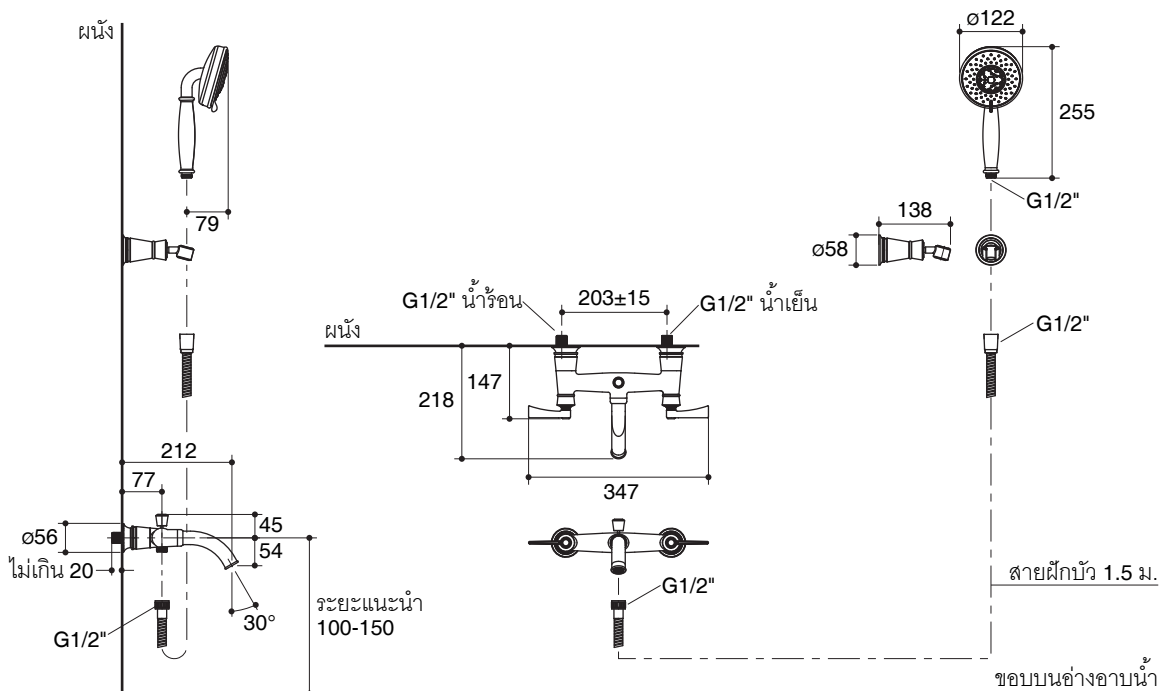 ผนัง
ø122
255
G1/2"
79
138
ø58
G1/2" น้ำร้อน
203±15
G1/2" น้ำเย็น
G1/2"
ผนัง
147
218
212
347
77
45
ø56
54
ไม่เกิน 20
สายฝักบัว 1.5 ม.
G1/2"
ระยะแนะนำ
100-150
30°
G1/2"
ขอบบนอ่างอาบน้ำ